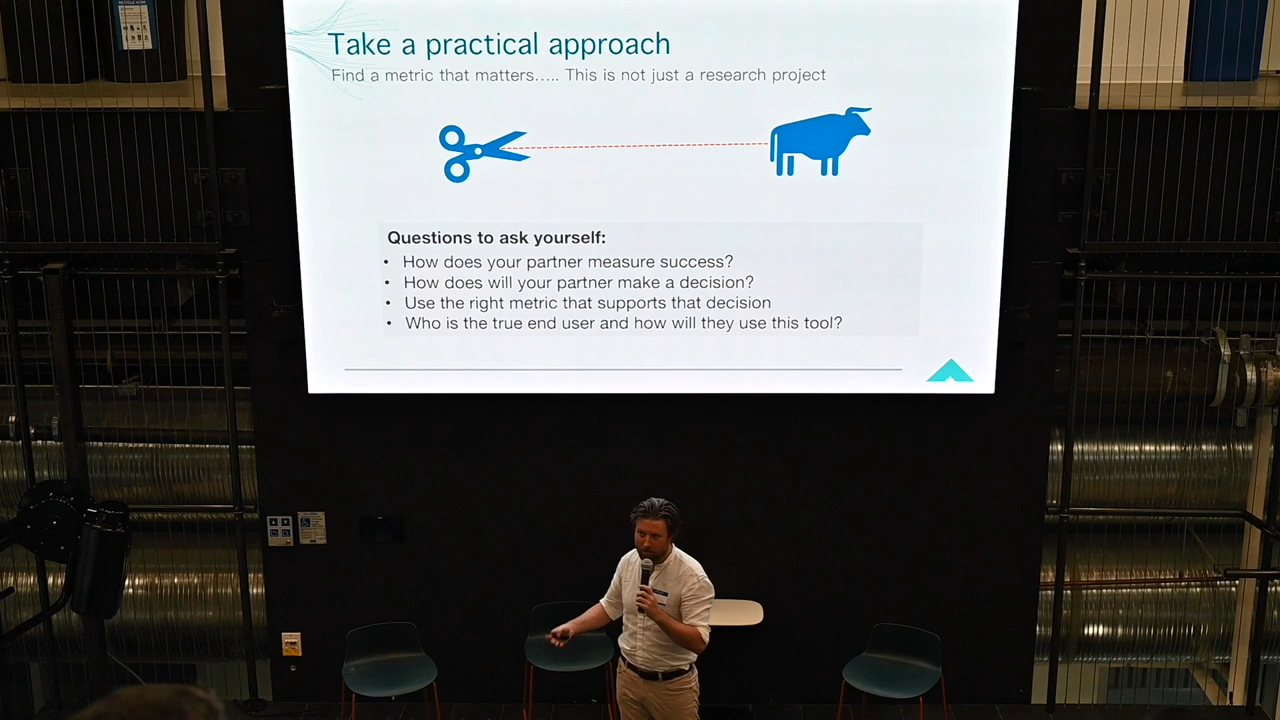 Take a practical approach
Find a metric that matters..... This is not just a research project
Questions to ask yourself:
• How does your partner measure success?
• How does will your partner make a decision?
• Use the right metric that supports that decision
• Who is the true end user and how will they use this tool?